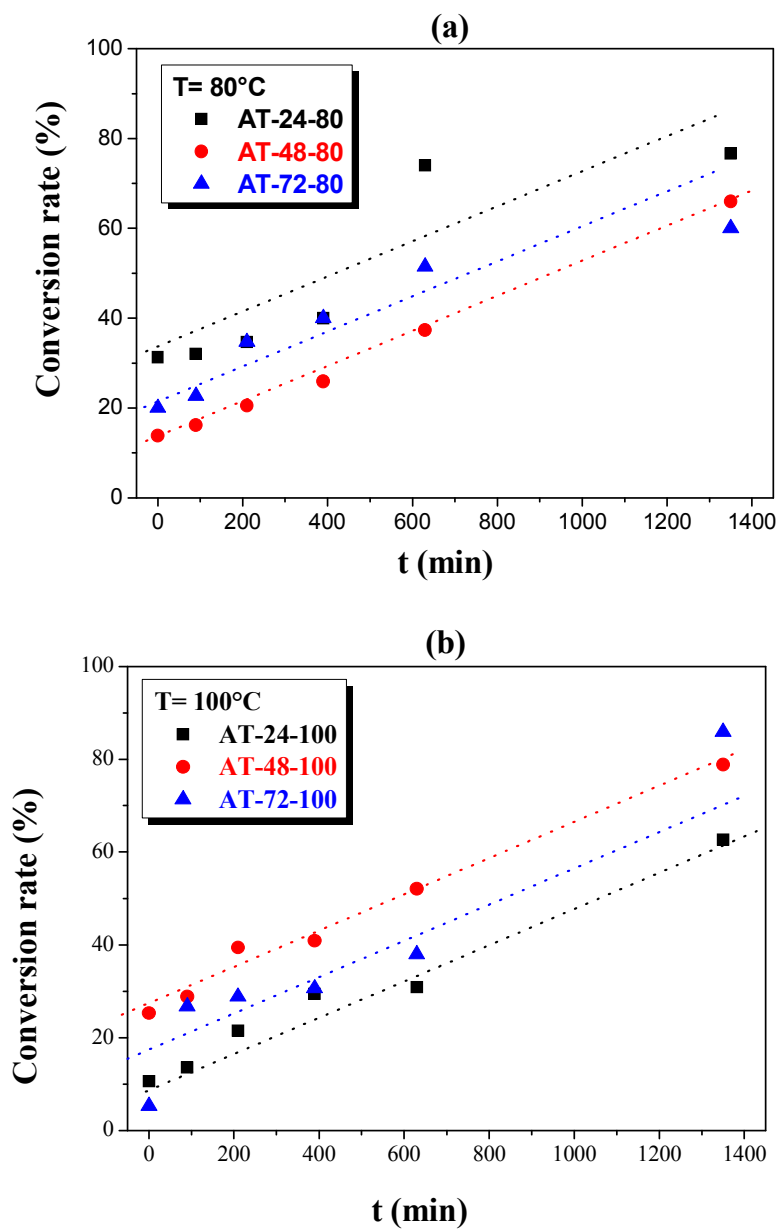 (a)
Conversion rate (%)
100
80
60
40
20
0
T= 80°C
AT-24-80
AT-48-80
AT-72-80
0 200 400 600 800 1000 1200 1400
t (min)
(b)
Conversion rate (%)
100
80
60
40
20
0
T= 100°C
AT-24-100
AT-48-100
AT-72-100
0 200 400 600 800 1000 1200 1400
t (min)